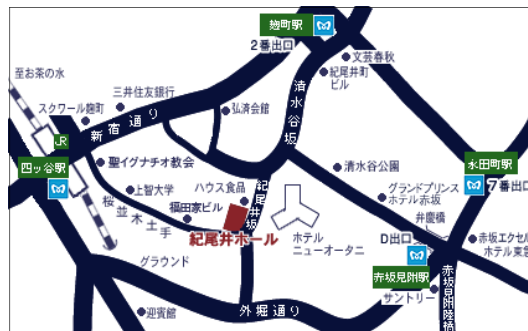 麹町駅
2番出口
文芸春秋
紀尾井町
ビル
至お茶の水
三井住友銀行
スクワール麹町
弘済会館
清水谷坂
新宿通り
JR
四ッ谷駅
聖イグナチオ教会
清水谷公園
永田町駅
7番出口
上智大学
ハウス食品
紀尾井坂
グランドプリンス
ホテル赤坂
桜並木土手
福田家ビル
弁慶橋
紀尾井ホール
ホテル
ニューオータニ
D出口
赤坂エクセル
ホテル東急
グラウンド
赤坂見附駅
サントリー
赤坂見附陸橋
迎賓館
外堀通り